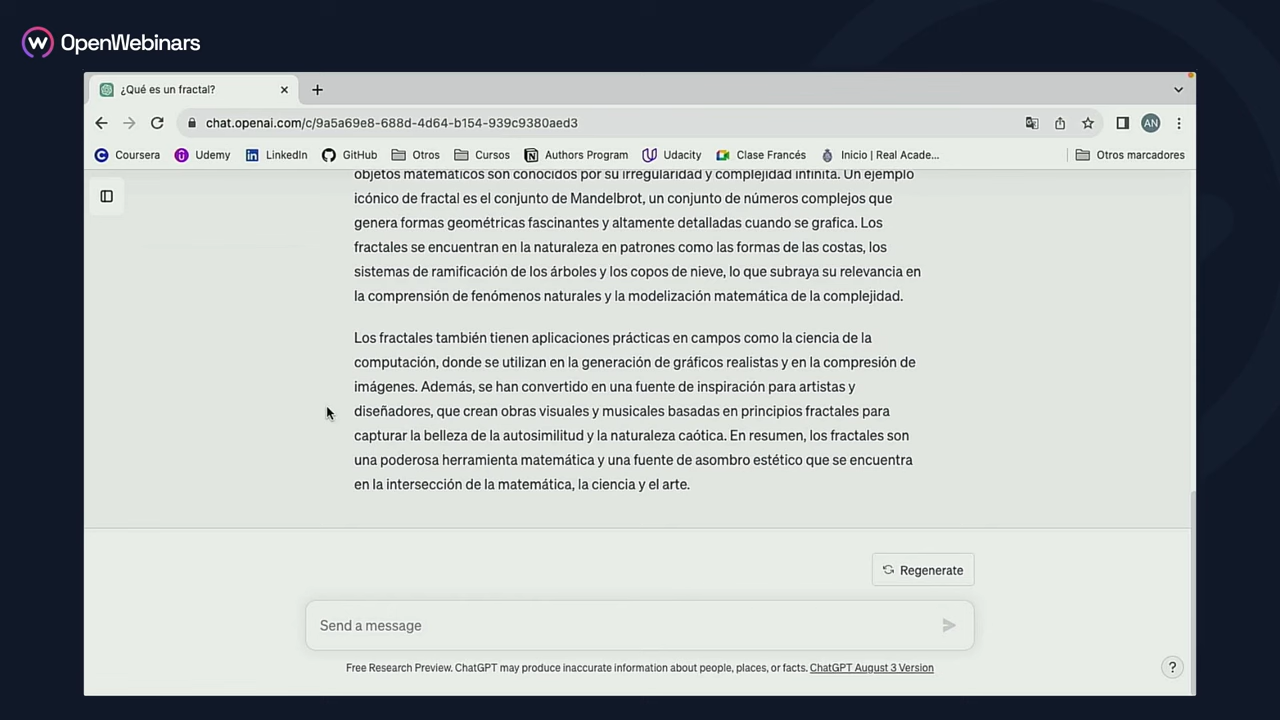 OpenWebinars
¿Qué es un fractal?
chat.openai.com/c/9a5a69e8-688d-4d64-b154-939c9380aed3
AN
Coursera Udemy LinkedIn GitHub Otros Cursos Authors Program Udacity Clase Francés Inicio | Real Acade... Otros marcadores
objetos matemáticos son conocidos por su irregularidad y complejidad infinita. Un ejemplo
icónico de fractal es el conjunto de Mandelbrot, un conjunto de números complejos que
genera formas geométricas fascinantes y altamente detalladas cuando se grafica. Los
fractales se encuentran en la naturaleza en patrones como las formas de las costas, los
sistemas de ramificación de los árboles y los copos de nieve, lo que subraya su relevancia en
la comprensión de fenómenos naturales y la modelización matemática de la complejidad.
Los fractales también tienen aplicaciones prácticas en campos como la ciencia de la
computación, donde se utilizan en la generación de gráficos realistas y en la compresión de
imágenes. Además, se han convertido en una fuente de inspiración para artistas y
diseñadores, que crean obras visuales y musicales basadas en principios fractales para
capturar la belleza de la autosimilitud y la naturaleza caótica. En resumen, los fractales son
una poderosa herramienta matemática y una fuente de asombro estético que se encuentra
en la intersección de la matemática, la ciencia y el arte.
Regenerate
Send a message
Free Research Preview. ChatGPT may produce inaccurate information about people, places, or facts. ChatGPT August 3 Version
?